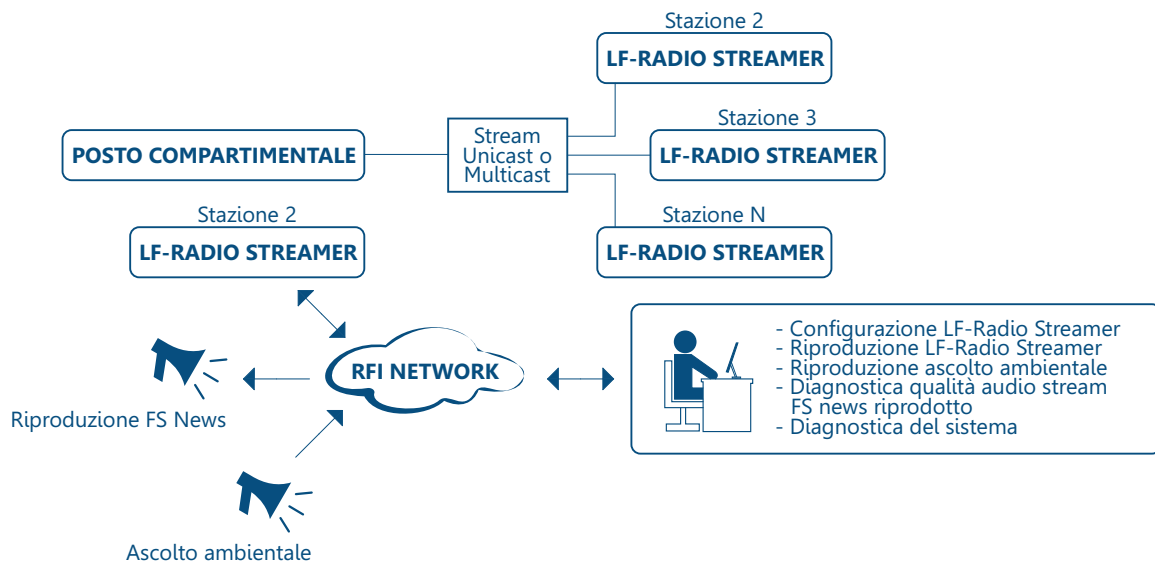 Stazione 2
LF-RADIO STREAMER
Stazione 3
LF-RADIO STREAMER
POSTO COMPARTIMENTALE
Stream
Unicast o
Multicast
Stazione N
LF-RADIO STREAMER
Stazione 2
LF-RADIO STREAMER
RFI NETWORK
- Configurazione LF-Radio Streamer
- Riproduzione LF-Radio Streamer
- Riproduzione ascolto ambientale
- Diagnostica qualità audio stream
FS news riprodotto
- Diagnostica del sistema
Riproduzione FS News
Ascolto ambientale